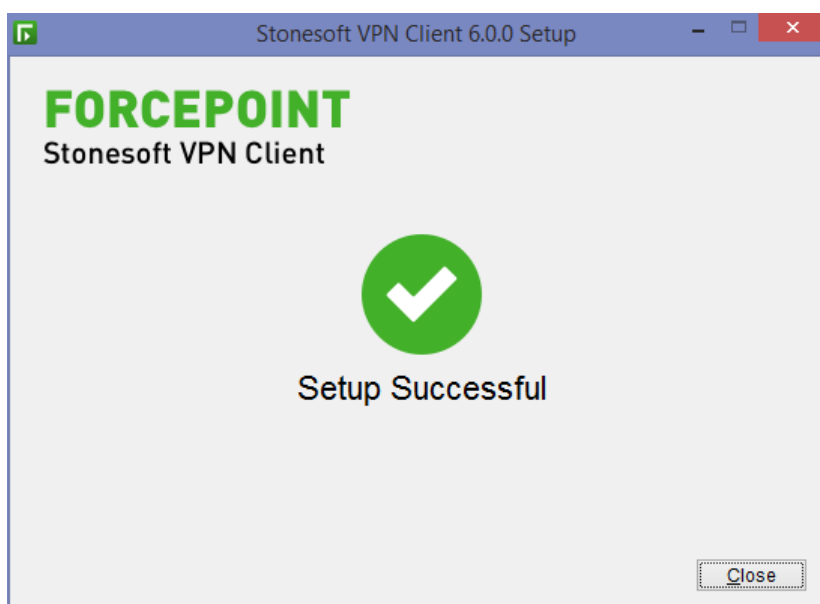 Stonesoft VPN Client 6.0.0 Setup
FORCEPOINT
Stonesoft VPN Client
Setup Successful
Close